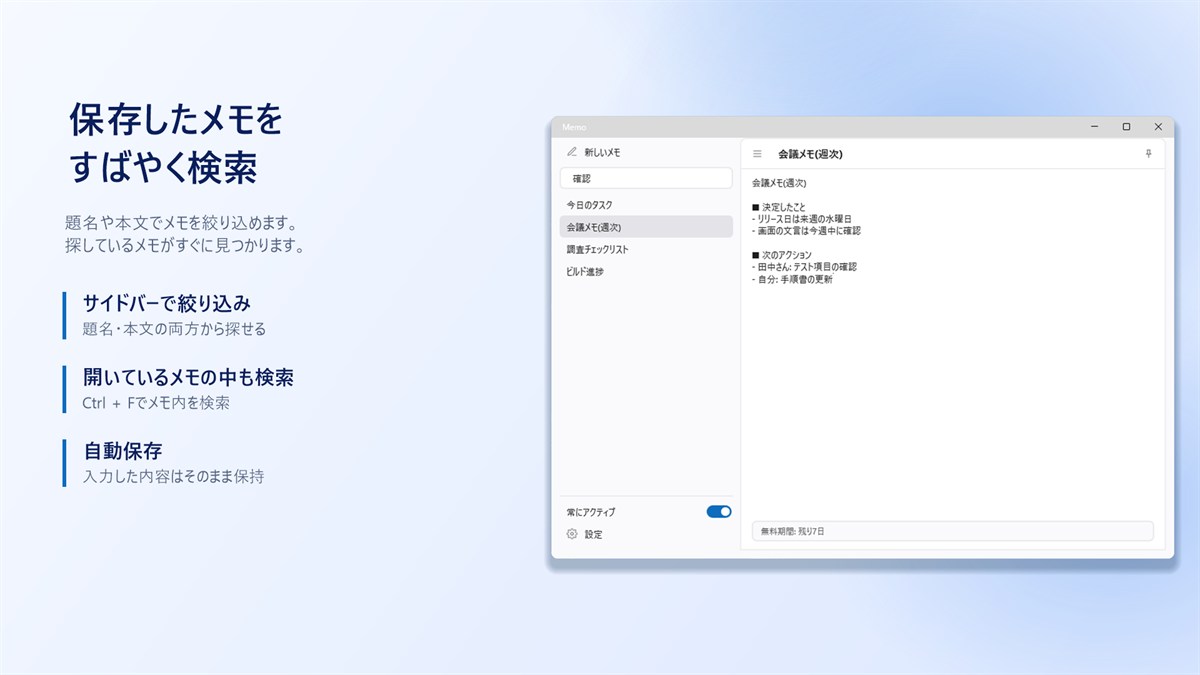 保存したメモを
すばやく検索
題名や本文でメモを絞り込めます。
探しているメモがすぐに見つかります。
サイドバーで絞り込み
題名・本文の両方から探せる
開いているメモの中も検索
Ctrl + Fでメモ内を検索
自動保存
入力した内容はそのまま保持
Memo
新しいメモ
確認
今日のタスク
会議メモ(週次)
調査チェックリスト
ビルド進捗
常にアクティブ
設定
会議メモ(週次)
会議メモ(週次)
■ 決定したこと
- リリース日は来週の水曜日
- 画面の文言は今週中に確認
■ 次のアクション
- 田中さん: テスト項目の確認
- 自分: 手順書の更新
無料期間: 残り7日